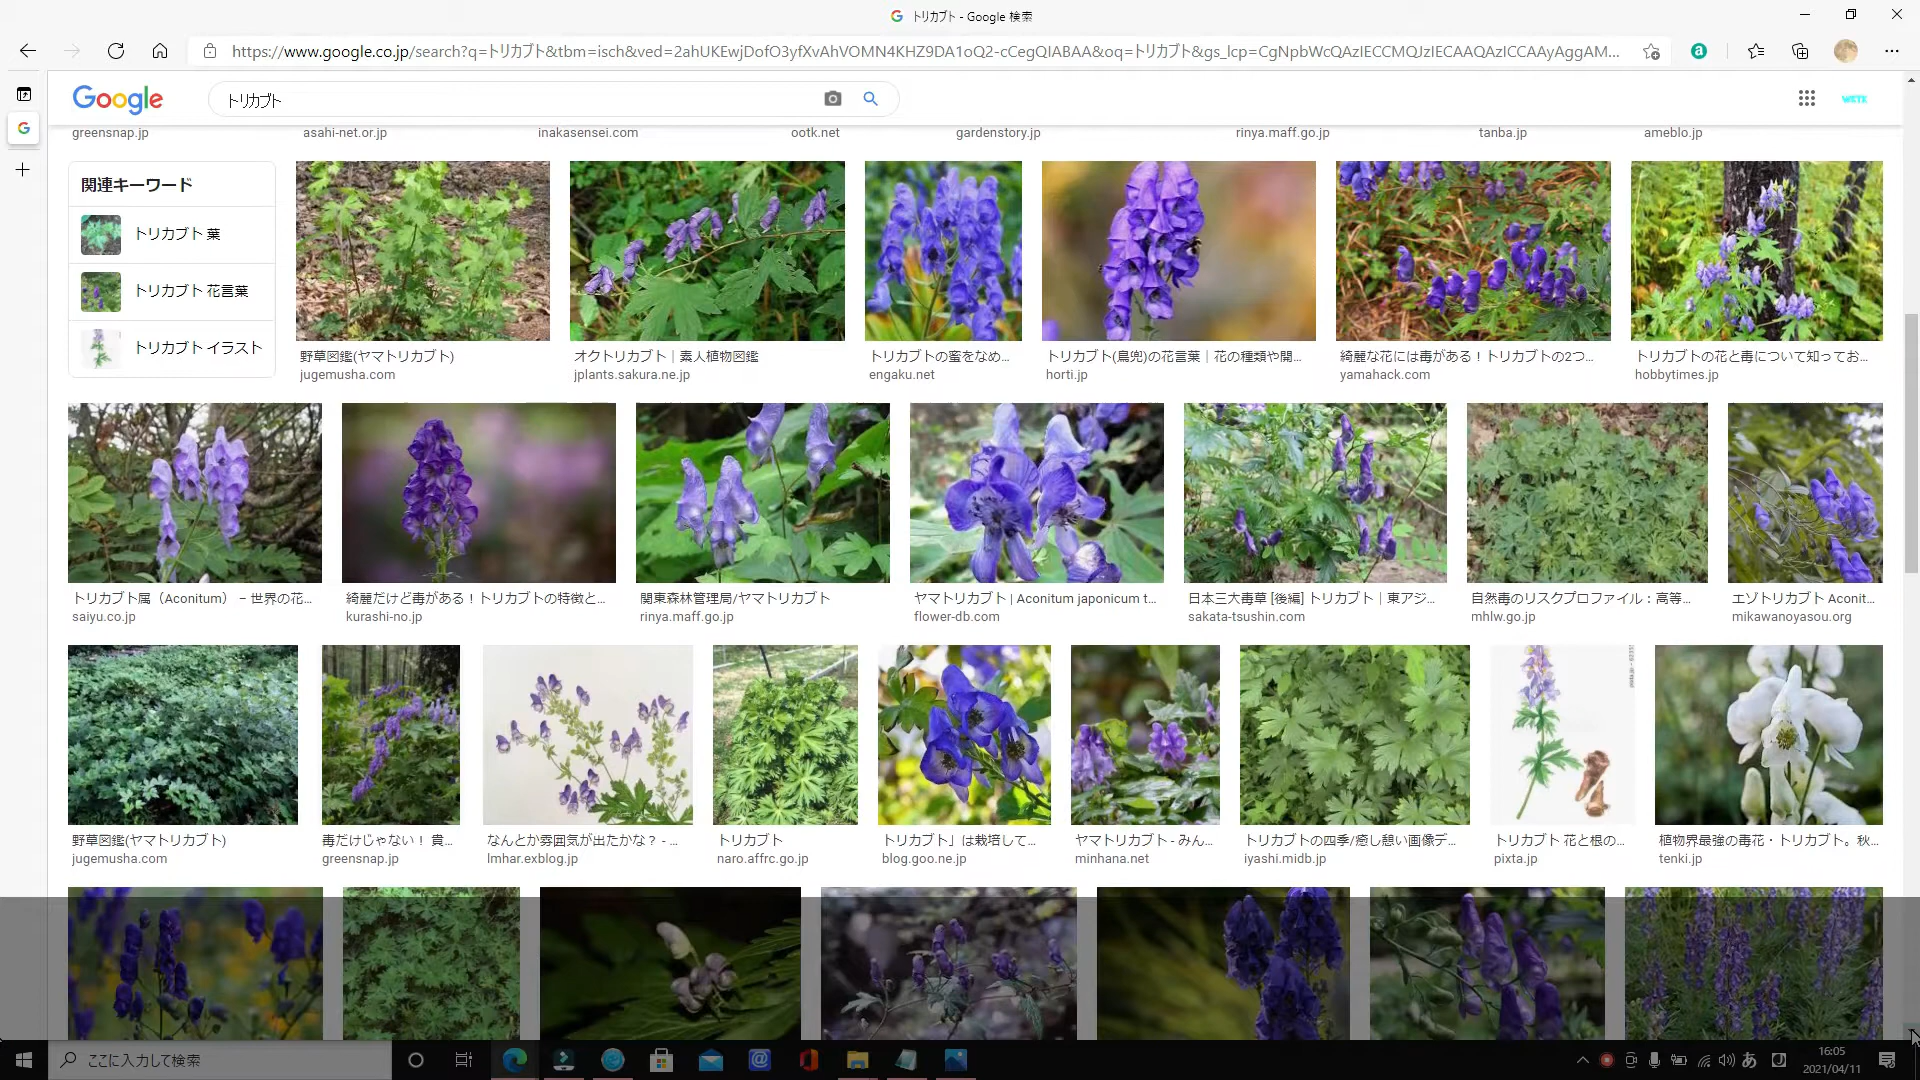 トリカブト - Google 検索
https://www.google.co.jp/search?q=トリカブト&tbm=isch&ved=2ahUKEwjDofO3yfXvAhVOMN4KHZ9DA1oQ2-cCegQIABAA&oq=トリカブト&gs_lcp=CgNpbWcQAzIECCMQJzIECAAQAzICCAAyAggAM...
Google トリカブト
greensnap.jp asahi-net.or.jp inakasensei.com ootk.net gardenstory.jp rinya.maff.go.jp tanba.jp ameblo.jp
関連キーワード
トリカブト 葉
トリカブト 花言葉
トリカブト イラスト
野草図鑑(ヤマトリカブト) オクトリカブト｜素人植物図鑑 トリカブトの蜜をなめ... トリカブト(鳥兜)の花言葉｜花の種類や開... 綺麗な花には毒がある！トリカブトの2つ... トリカブトの花と毒について知ってお...
jugemusha.com jplants.sakura.ne.jp engaku.net horti.jp yamahack.com hobbytimes.jp
トリカブト属（Aconitum） – 世界の花... 綺麗だけど毒がある！トリカブトの特徴と... 関東森林管理局/ヤマトリカブト ヤマトリカブト | Aconitum japonicum t... 日本三大毒草 [後編] トリカブト｜東アジ... 自然毒のリスクプロファイル：高等... エゾトリカブト Aconit...
saiyu.co.jp kurashi-no.jp rinya.maff.go.jp flower-db.com sakata-tsushin.com mhlw.go.jp mikawanoyasou.org
野草図鑑(ヤマトリカブト) 毒だけじゃない！ 貴... なんとか雰囲気が出たかな？ - ... トリカブト トリカブト」は栽培して... ヤマトリカブト - みん... トリカブトの四季/癒し憩い画像デ... トリカブト 花と根の... 植物界最強の毒花・トリカブト。秋...
jugemusha.com greensnap.jp lmhar.exblog.jp naro.affrc.go.jp blog.goo.ne.jp minhana.net iyashi.midb.jp pixta.jp tenki.jp
ここに入力して検索
あ
16:05
2021/04/11